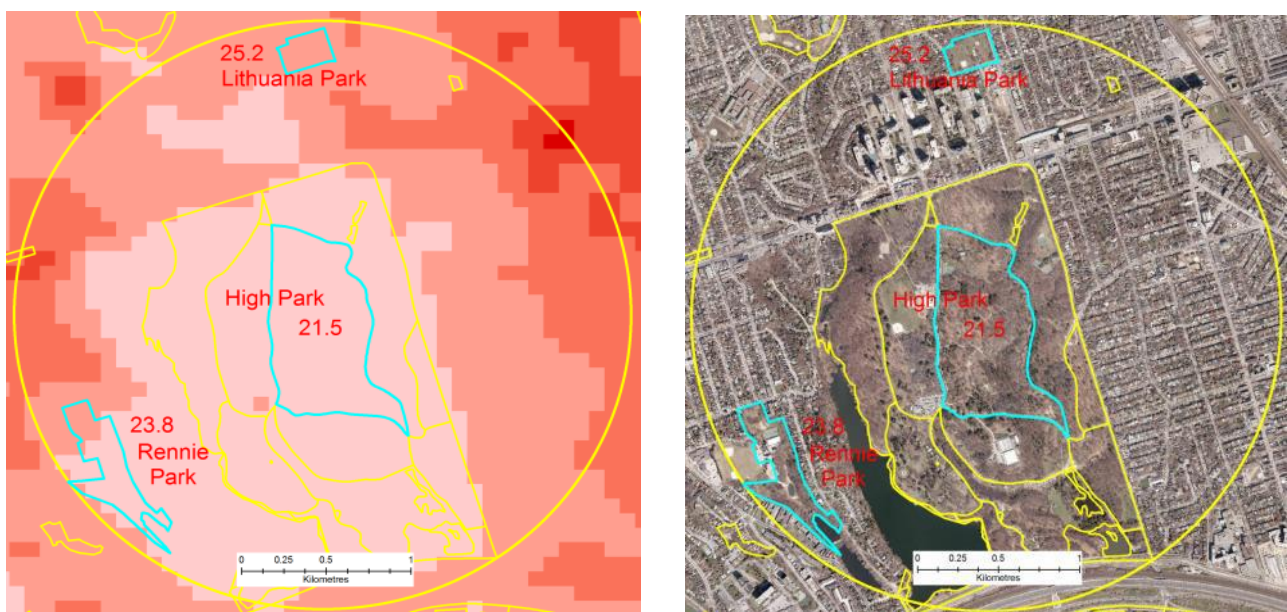 25.2
Lithuania Park
High Park
21.5
23.8
Rennie
Park
0 0.25 0.5 1
Kilometres
25.2
Lithuania Park
High Park
21.5
23.8
Rennie
Park
0 0.25 0.5 1
Kilometres